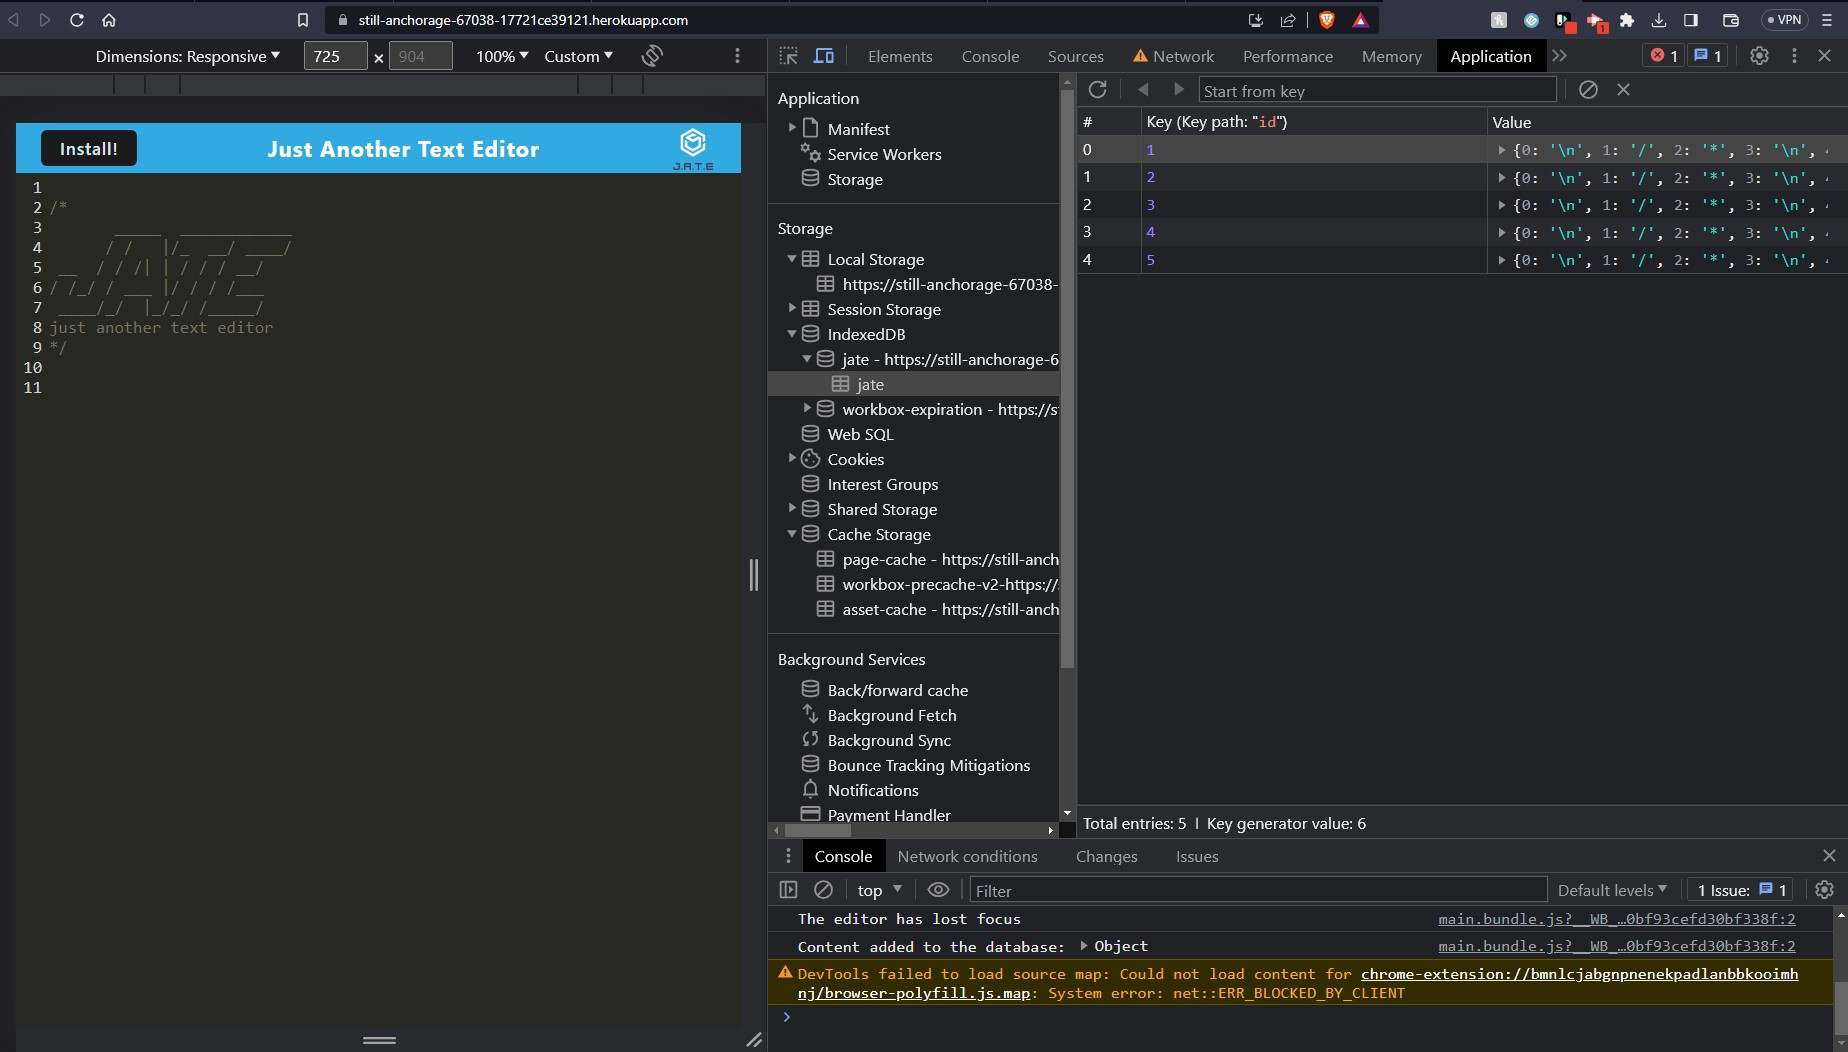 still-anchorage-67038-17721ce39121.herokuapp.com
VPN
1
Dimensions: Responsive
725 × 904
100%
Custom
Elements
Console
Sources
Network
Performance
Memory
Application
1
1
Install!
Just Another Text Editor
J.A.T.E
1
2 /*
3        _____  ____________
4       / /   |/_  __/ ____/
5  __  / / /| | / / / __/
6 / /_/ / ___ |/ / / /___
7  ____/_/  |_/_/ /_____/
8 just another text editor
9 */
10
11
Application
Manifest
Service Workers
Storage
Storage
Local Storage
https://still-anchorage-67038-
Session Storage
IndexedDB
jate - https://still-anchorage-6
jate
workbox-expiration - https://s
Web SQL
Cookies
Interest Groups
Shared Storage
Cache Storage
page-cache - https://still-anch
workbox-precache-v2-https://
asset-cache - https://still-anch
Background Services
Back/forward cache
Background Fetch
Background Sync
Bounce Tracking Mitigations
Notifications
Payment Handler
Start from key
# Key (Key path: "id") Value
0 1 {0: '\n', 1: '/', 2: '*', 3: '\n',
1 2 {0: '\n', 1: '/', 2: '*', 3: '\n',
2 3 {0: '\n', 1: '/', 2: '*', 3: '\n',
3 4 {0: '\n', 1: '/', 2: '*', 3: '\n',
4 5 {0: '\n', 1: '/', 2: '*', 3: '\n',
Total entries: 5 | Key generator value: 6
Console
Network conditions
Changes
Issues
top
Filter
Default levels
1 Issue: 1
The editor has lost focus main.bundle.js?__WB_…0bf93cefd30bf338f:2
Content added to the database: Object main.bundle.js?__WB_…0bf93cefd30bf338f:2
DevTools failed to load source map: Could not load content for chrome-extension://bmnlcjabgnpnenekpadlanbbkooimh
nj/browser-polyfill.js.map: System error: net::ERR_BLOCKED_BY_CLIENT